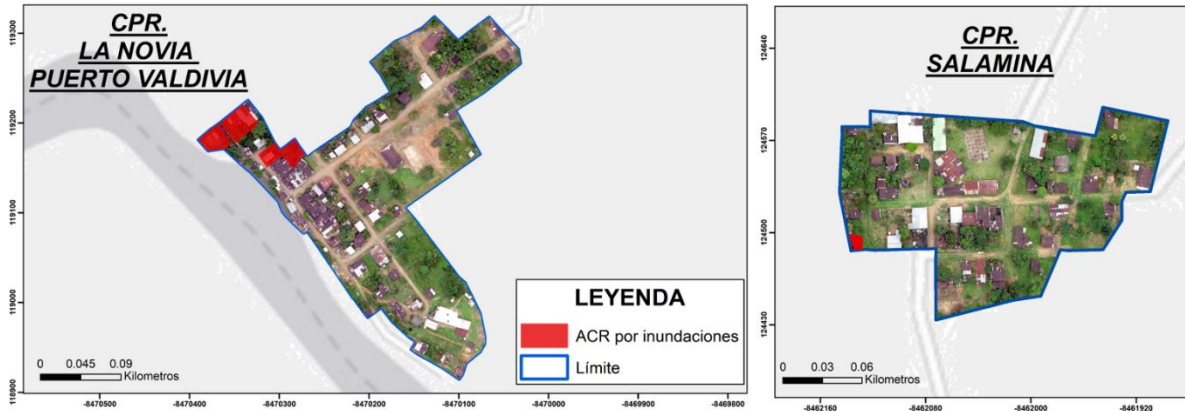 CPR.
LA NOVIA
PUERTO VALDIVIA
119300
119200
119100
119000
118900
-8470500
-8470400
-8470300
-8470200
-8470100
-8470000
-8469900
-8469800
0 0.045 0.09
Kilometros
LEYENDA
ACR por inundaciones
Límite
CPR.
SALAMINA
124640
124570
124500
124430
-8462160
-8462080
-8462000
-8461920
0 0.03 0.06
Kilometros